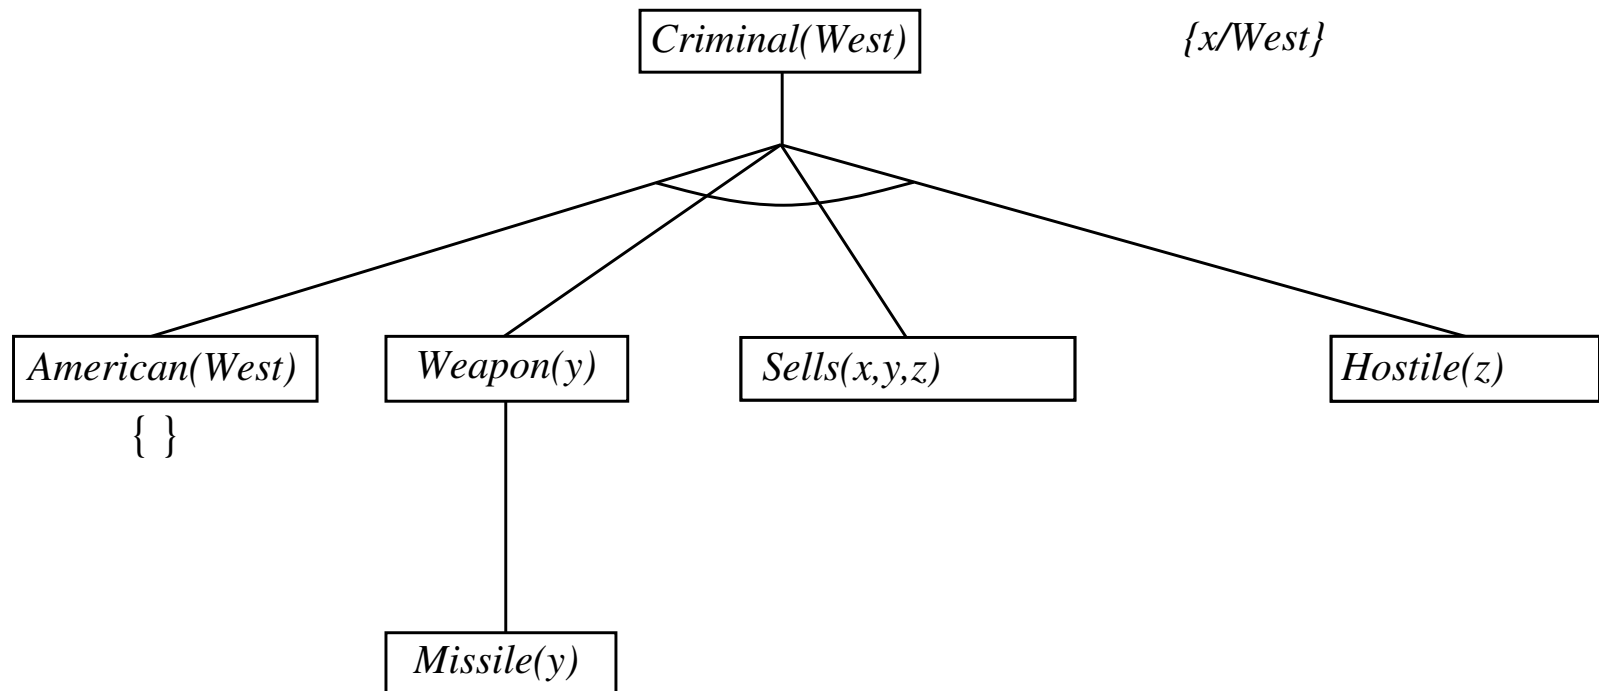 Criminal(West)
{x/West}
American(West)
Weapon(y)
Sells(x,y,z)
Hostile(z)
{ }
Missile(y)